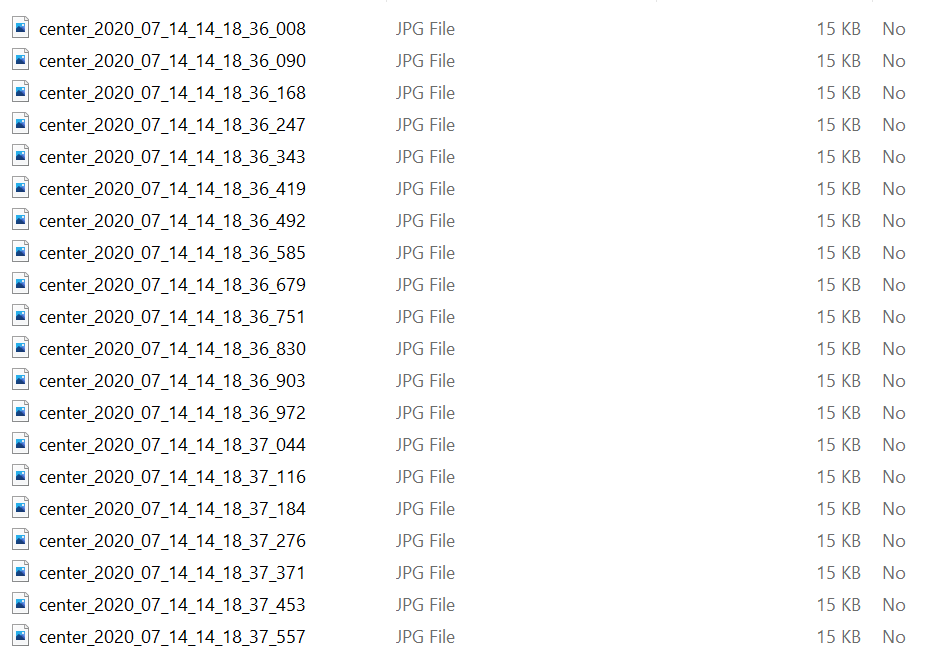 center_2020_07_14_14_18_36_008 JPG File 15 KB No
center_2020_07_14_14_18_36_090 JPG File 15 KB No
center_2020_07_14_14_18_36_168 JPG File 15 KB No
center_2020_07_14_14_18_36_247 JPG File 15 KB No
center_2020_07_14_14_18_36_343 JPG File 15 KB No
center_2020_07_14_14_18_36_419 JPG File 15 KB No
center_2020_07_14_14_18_36_492 JPG File 15 KB No
center_2020_07_14_14_18_36_585 JPG File 15 KB No
center_2020_07_14_14_18_36_679 JPG File 15 KB No
center_2020_07_14_14_18_36_751 JPG File 15 KB No
center_2020_07_14_14_18_36_830 JPG File 15 KB No
center_2020_07_14_14_18_36_903 JPG File 15 KB No
center_2020_07_14_14_18_36_972 JPG File 15 KB No
center_2020_07_14_14_18_37_044 JPG File 15 KB No
center_2020_07_14_14_18_37_116 JPG File 15 KB No
center_2020_07_14_14_18_37_184 JPG File 15 KB No
center_2020_07_14_14_18_37_276 JPG File 15 KB No
center_2020_07_14_14_18_37_371 JPG File 15 KB No
center_2020_07_14_14_18_37_453 JPG File 15 KB No
center_2020_07_14_14_18_37_557 JPG File 15 KB No